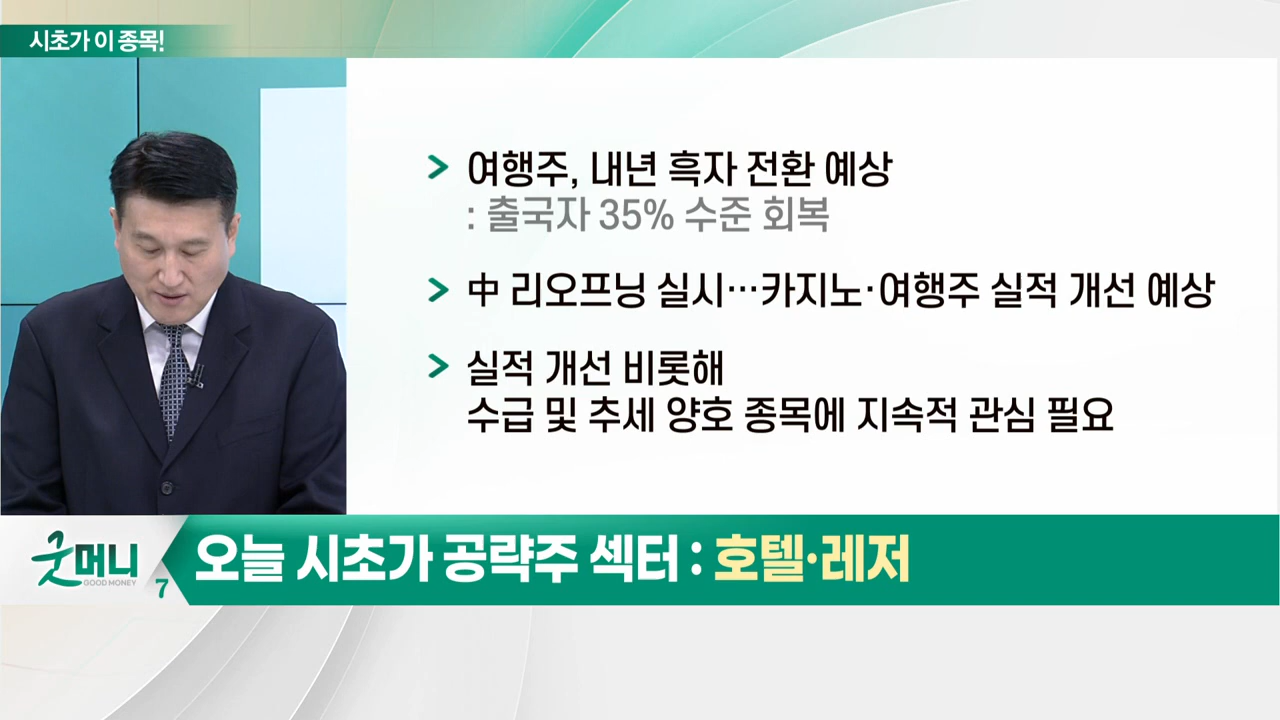 시초가 이 종목!
> 여행주, 내년 흑자 전환 예상
: 출국자 35% 수준 회복
> 中 리오프닝 실시…카지노·여행주 실적 개선 예상
> 실적 개선 비롯해
수급 및 추세 양호 종목에 지속적 관심 필요
굿머니
GOOD MONEY
7
오늘 시초가 공략주 섹터 : 호텔·레저